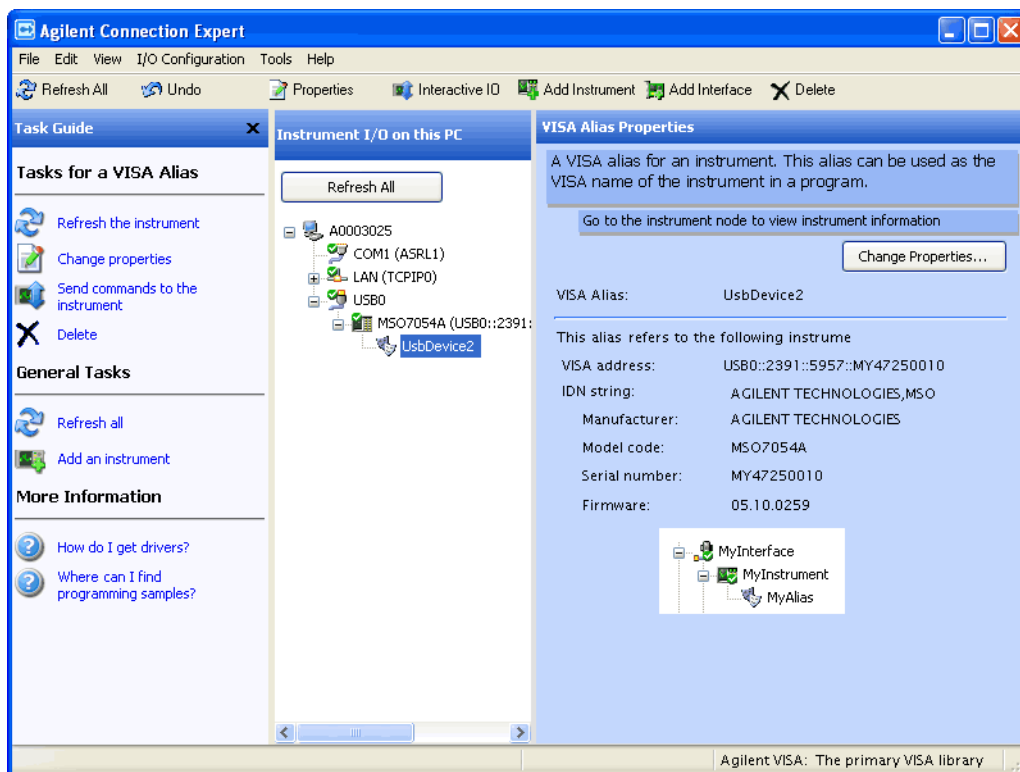 Agilent Connection Expert
File Edit View I/O Configuration Tools Help
Refresh All Undo Properties Interactive IO Add Instrument Add Interface Delete
Task Guide
Tasks for a VISA Alias
Refresh the instrument
Change properties
Send commands to the
instrument
Delete
General Tasks
Refresh all
Add an instrument
More Information
How do I get drivers?
Where can I find
programming samples?
Instrument I/O on this PC
Refresh All
A0003025
COM1 (ASRL1)
LAN (TCPIP0)
USB0
MSO7054A (USB0::2391:
UsbDevice2
VISA Alias Properties
A VISA alias for an instrument. This alias can be used as the
VISA name of the instrument in a program.
Go to the instrument node to view instrument information
Change Properties...
VISA Alias: UsbDevice2
This alias refers to the following instrume
VISA address: USB0::2391::5957::MY47250010
IDN string: AGILENT TECHNOLOGIES,MSO
Manufacturer: AGILENT TECHNOLOGIES
Model code: MSO7054A
Serial number: MY47250010
Firmware: 05.10.0259
MyInterface
MyInstrument
MyAlias
Agilent VISA: The primary VISA library